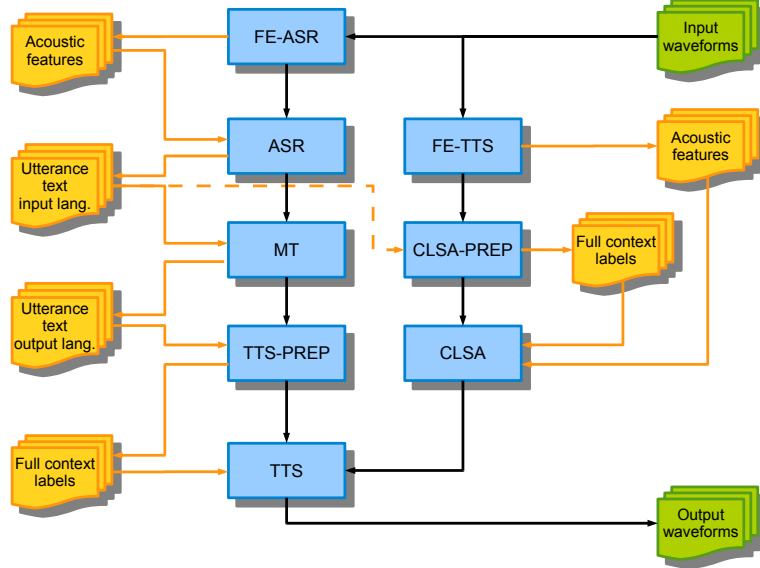 Acoustic
features
FE-ASR
Input
waveforms
Utterance
text
input lang.
ASR
FE-TTS
Acoustic
features
MT
CLSA-PREP
Full context
labels
Utterance
text
output lang.
TTS-PREP
CLSA
Full context
labels
TTS
Output
waveforms